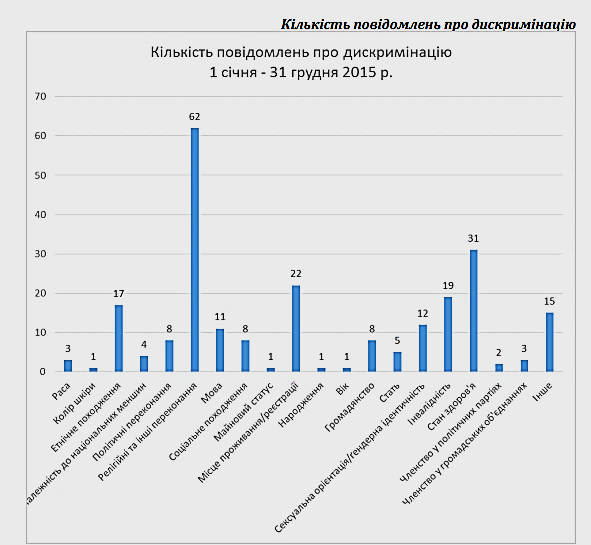 Кількість повідомлень про дискримінацію
Кількість повідомлень про дискримінацію
1 січня - 31 грудня 2015 р.
70
60
50
40
30
20
10
0
3
1
17
4
8
62
11
8
1
22
1
1
8
5
12
19
31
2
3
15
Раса
Колір шкіри
Етнічне походження
до національних меншин
Політичні переконання
Релігійні та інші переконання
Мова
Соціальне походження
Майновий статус
Місце проживання/реєстрації
Народження
Вік
Громадянство
Стать
Сексуальна орієнтація/гендерна ідентичність
Інвалідність
Стан здоров'я
Членство у політичних партіях
Членство у громадських об'єднаннях
Інше